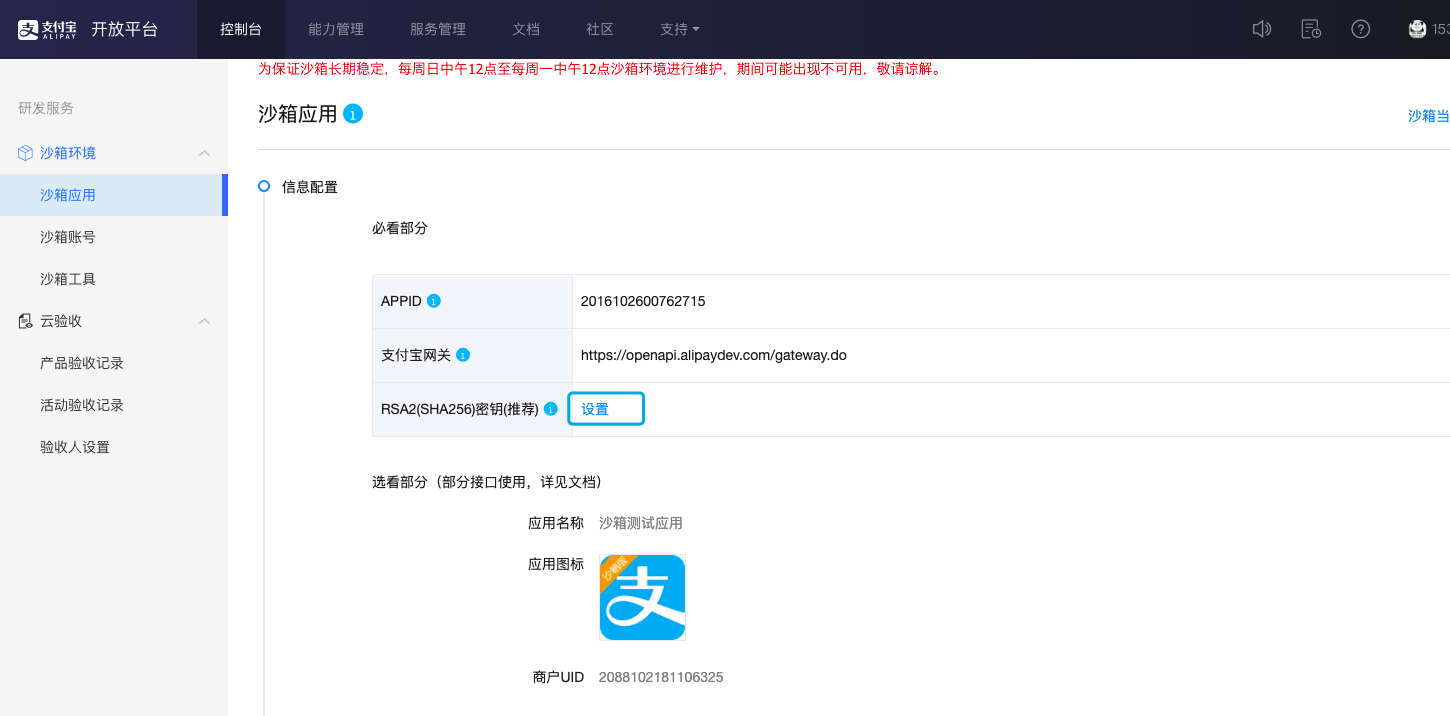 支付宝 ALIPAY 开放平台 控制台 能力管理 服务管理 文档 社区 支持 153
为保证沙箱长期稳定，每周日中午12点至每周一中午12点沙箱环境进行维护，期间可能出现不可用，敬请谅解。
研发服务
沙箱环境
沙箱应用
沙箱账号
沙箱工具
云验收
产品验收记录
活动验收记录
验收人设置
沙箱应用
沙箱当
信息配置
必看部分
APPID 2016102600762715
支付宝网关 https://openapi.alipaydev.com/gateway.do
RSA2(SHA256)密钥(推荐) 设置
选看部分（部分接口使用，详见文档）
应用名称 沙箱测试应用
应用图标
沙箱版
支
商户UID 2088102181106325